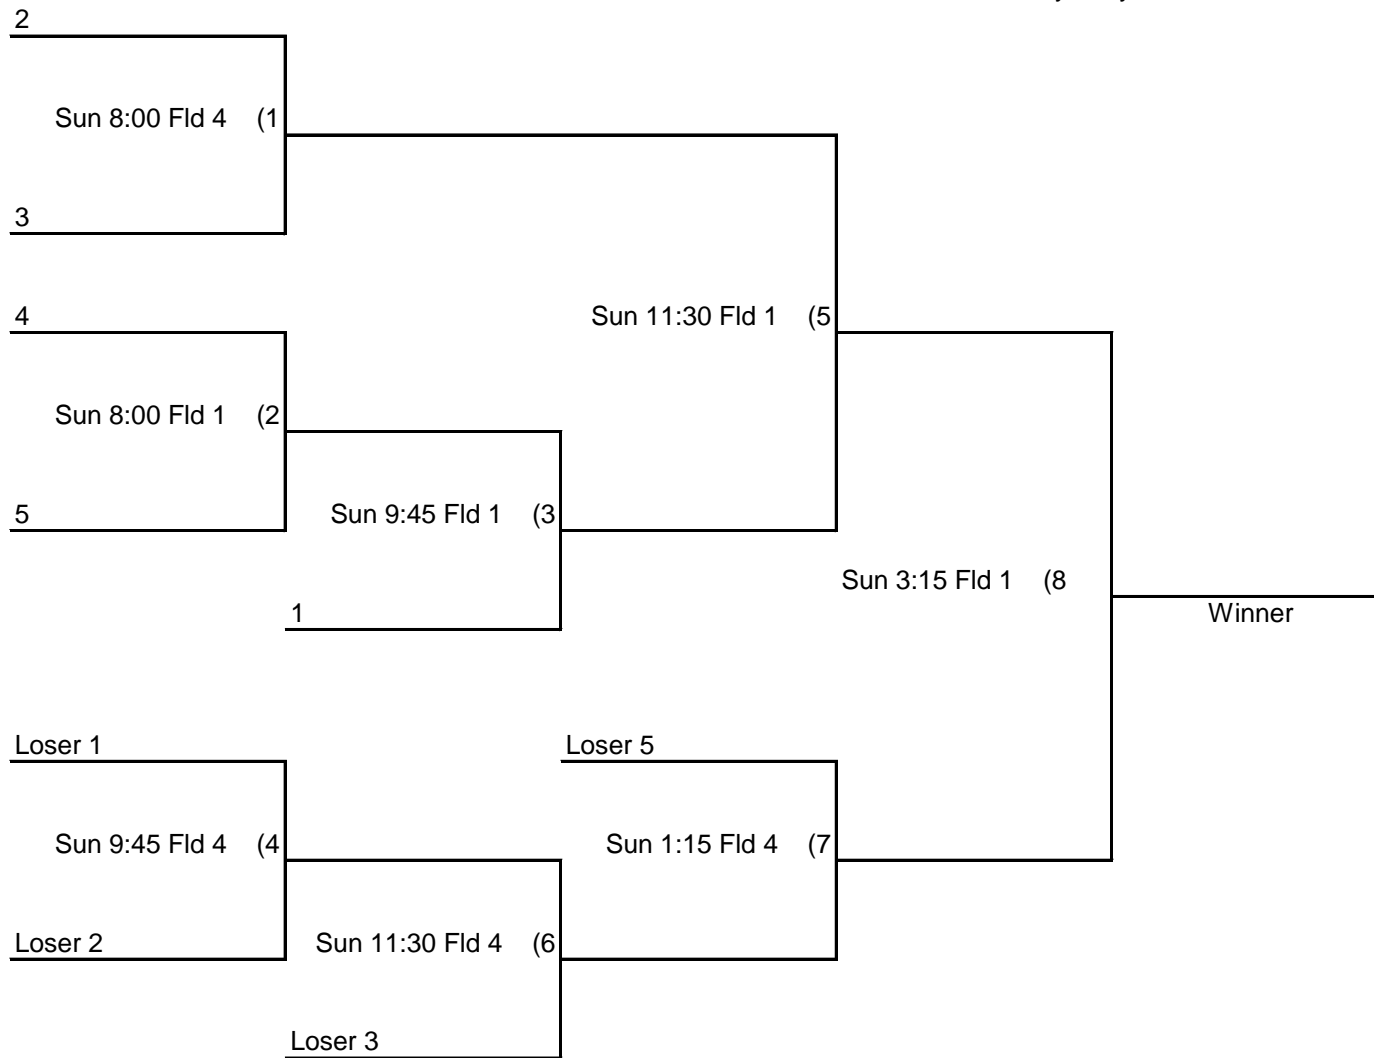 2
Sun 8:00 Fld 4 (1
3
4
Sun 11:30 Fld 1 (5
Sun 8:00 Fld 1 (2
5
Sun 9:45 Fld 1 (3
Sun 3:15 Fld 1 (8
1
Winner
Loser 1
Loser 5
Sun 9:45 Fld 4 (4
Sun 1:15 Fld 4 (7
Loser 2
Sun 11:30 Fld 4 (6
Loser 3